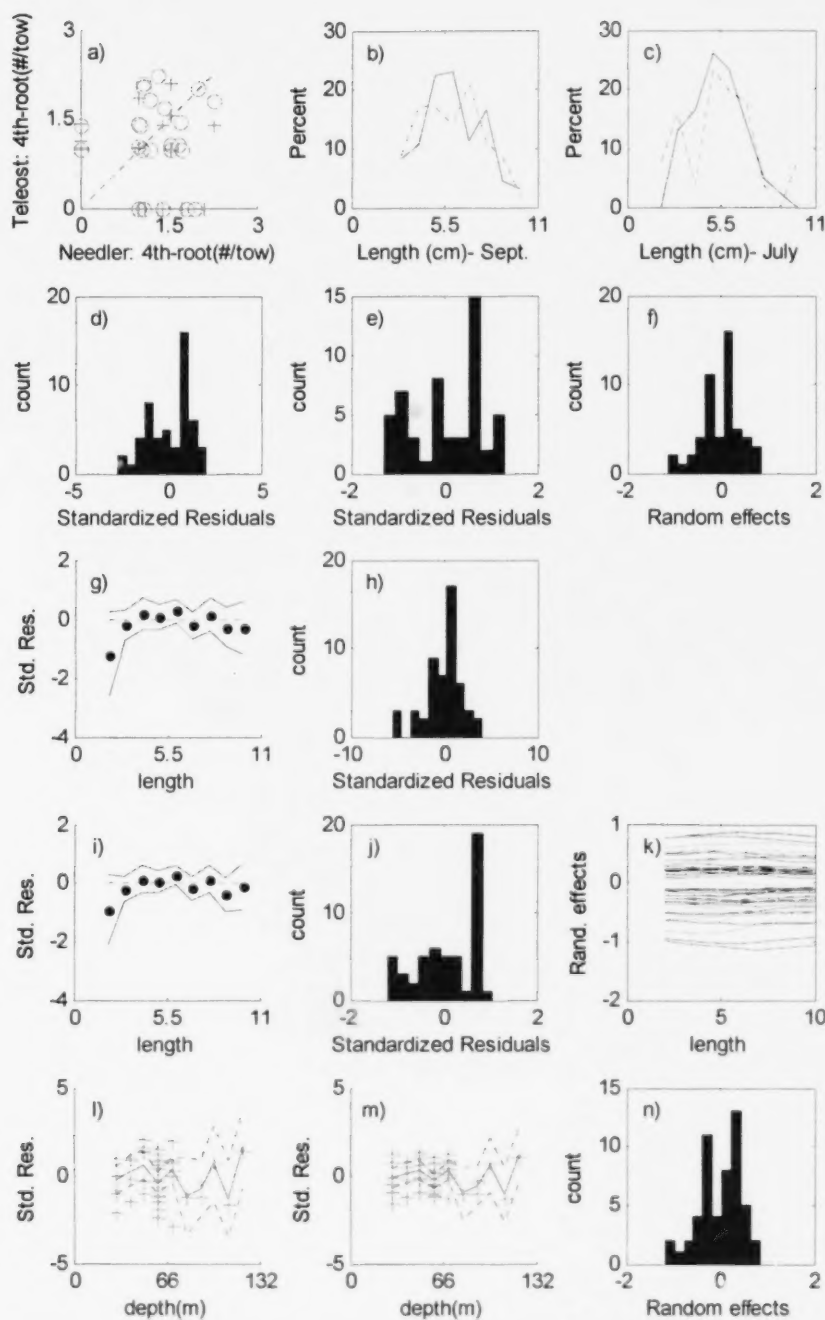 a)
3
1.5
0
0
1.5
3
Teleost: 4th-root(#/tow)
Needler: 4th-root(#/tow)
b)
30
20
10
0
0
5.5
11
Percent
Length (cm)- Sept.
c)
30
20
10
0
0
5.5
11
Percent
Length (cm)- July
d)
20
10
0
-5
0
5
count
Standardized Residuals
e)
15
10
5
0
-2
0
2
count
Standardized Residuals
f)
20
10
0
-2
0
2
count
Random effects
g)
2
0
-2
-4
0
5.5
11
Std. Res.
length
h)
20
10
0
-10
0
10
count
Standardized Residuals
i)
2
0
-2
-4
0
5.5
11
Std. Res.
length
j)
20
10
0
-2
0
2
count
Standardized Residuals
k)
1
0
-1
-2
0
5
10
Rand. effects
length
l)
5
0
-5
0
66
132
Std. Res.
depth(m)
m)
5
0
-5
0
66
132
Std. Res.
depth(m)
n)
15
10
5
0
-2
0
2
count
Random effects